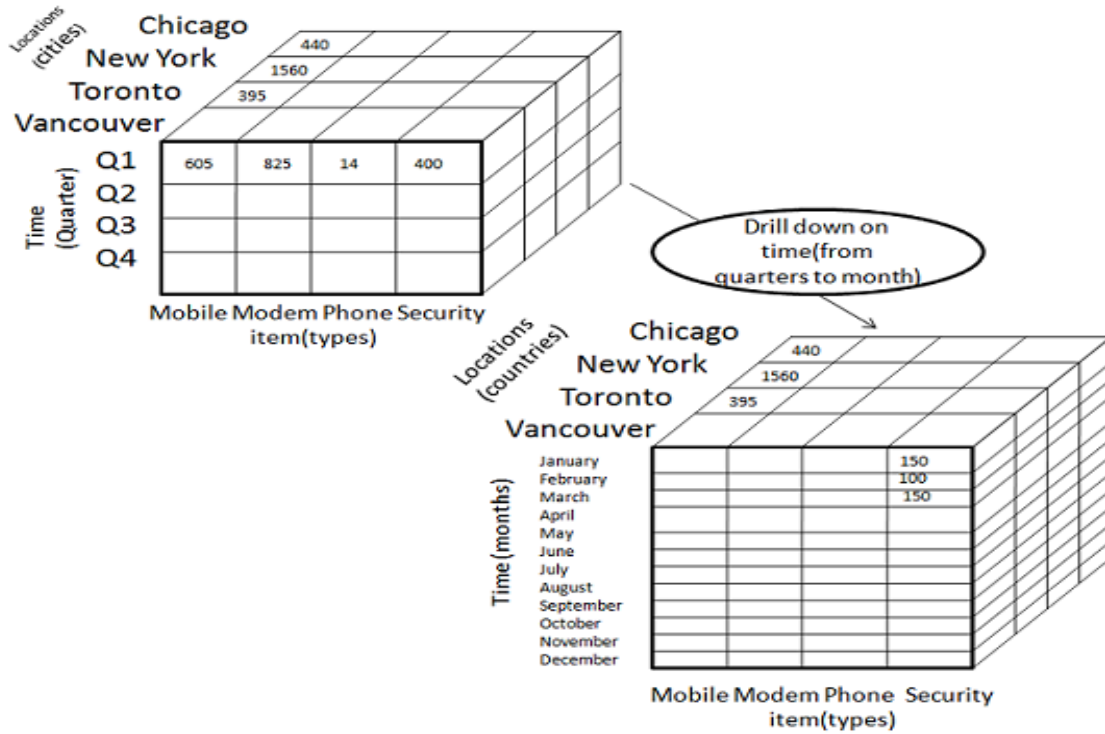 Locations
(cities)
Chicago
New York
Toronto
Vancouver
440
1560
395
Time
(Quarter)
Q1
Q2
Q3
Q4
605 825 14 400
Mobile Modem Phone Security
item(types)
Drill down on
time(from
quarters to month)
Locations
(countries)
Chicago
New York
Toronto
Vancouver
440
1560
395
Time(months)
January 150
February 100
March 150
April
May
June
July
August
September
October
November
December
Mobile Modem Phone Security
item(types)